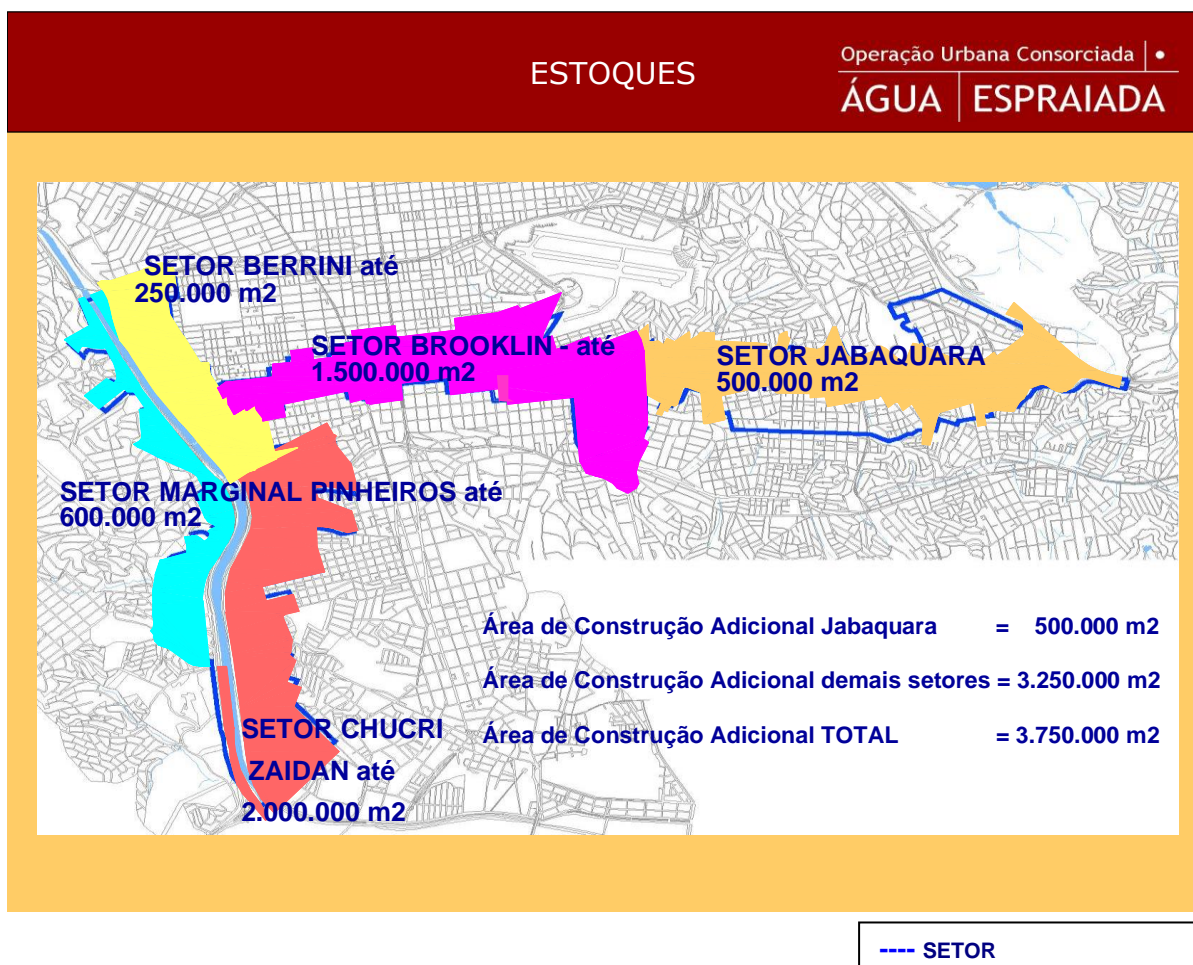 ESTOQUES
Operação Urbana Consorciada
ÁGUA ESPRAIADA
SETOR BERRINI até
250.000 m2
SETOR BROOKLIN - até
1.500.000 m2
SETOR JABAQUARA
500.000 m2
SETOR MARGINAL PINHEIROS até
600.000 m2
Área de Construção Adicional Jabaquara = 500.000 m2
Área de Construção Adicional demais setores = 3.250.000 m2
Área de Construção Adicional TOTAL = 3.750.000 m2
SETOR CHUCRI
ZAIDAN até
2.000.000 m2
---- SETOR